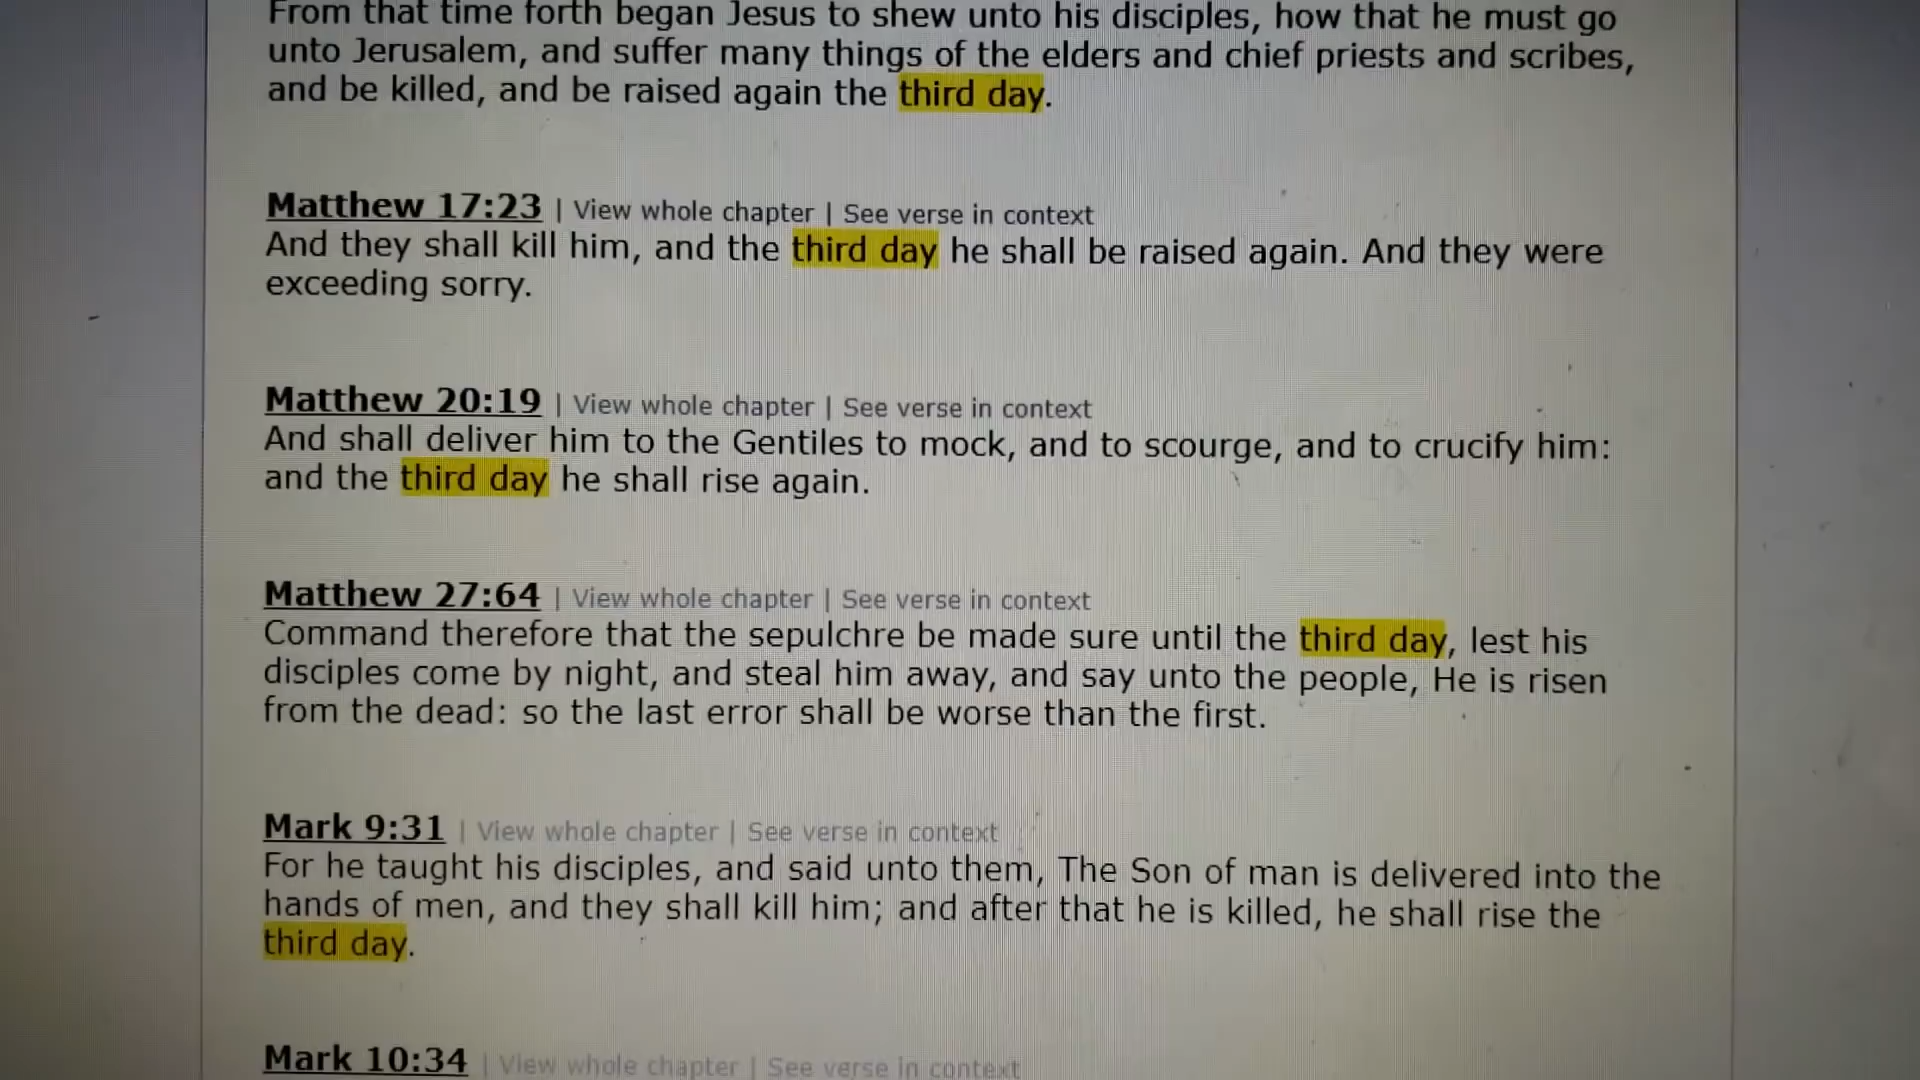 From that time forth began Jesus to shew unto his disciples, how that he must go
unto Jerusalem, and suffer many things of the elders and chief priests and scribes,
and be killed, and be raised again the third day.
Matthew 17:23 | View whole chapter | See verse in context
And they shall kill him, and the third day he shall be raised again. And they were
exceeding sorry.
Matthew 20:19 | View whole chapter | See verse in context
And shall deliver him to the Gentiles to mock, and to scourge, and to crucify him:
and the third day he shall rise again.
Matthew 27:64 | View whole chapter | See verse in context
Command therefore that the sepulchre be made sure until the third day, lest his
disciples come by night, and steal him away, and say unto the people, He is risen
from the dead: so the last error shall be worse than the first.
Mark 9:31 | View whole chapter | See verse in context
For he taught his disciples, and said unto them, The Son of man is delivered into the
hands of men, and they shall kill him; and after that he is killed, he shall rise the
third day.
Mark 10:34 | View whole chapter | See verse in context